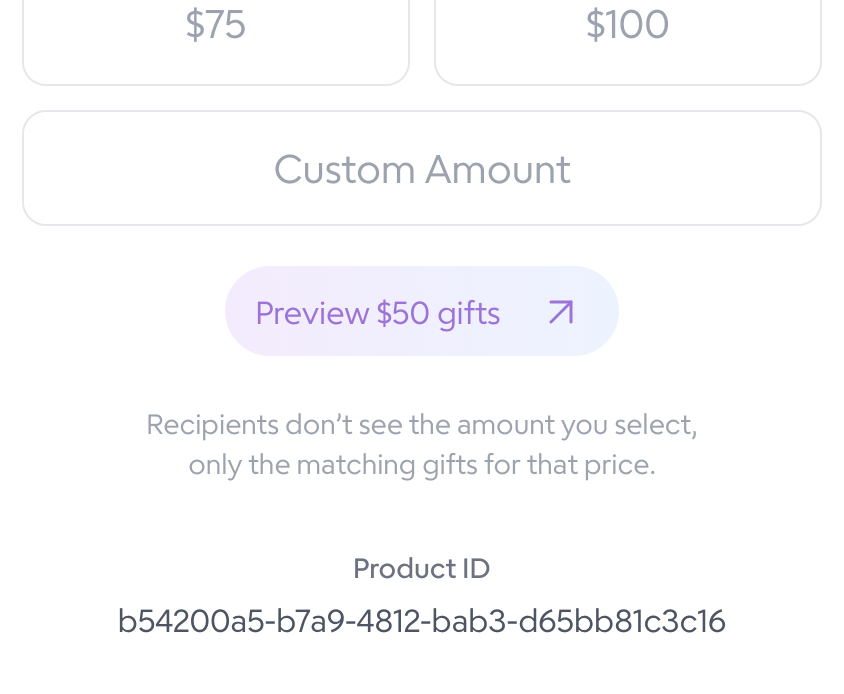 $75
$100
Custom Amount
Preview $50 gifts
Recipients don’t see the amount you select,
only the matching gifts for that price.
Product ID
b54200a5-b7a9-4812-bab3-d65bb81c3c16